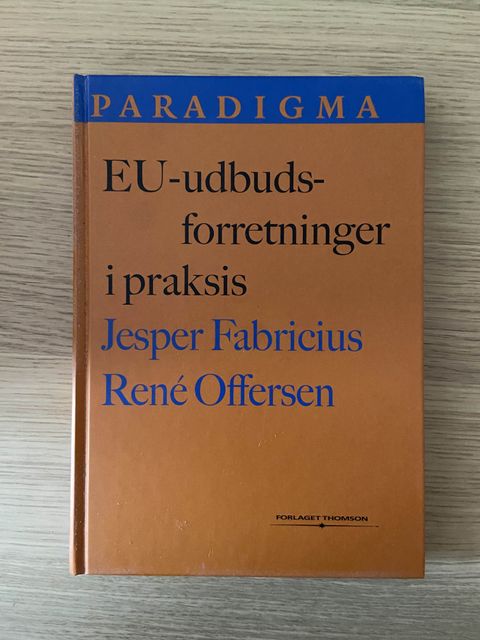 PARADIGMA
EU-udbuds-
forretninger
i praksis
Jesper Fabricius
René Offersen
FORLAGET THOMSON